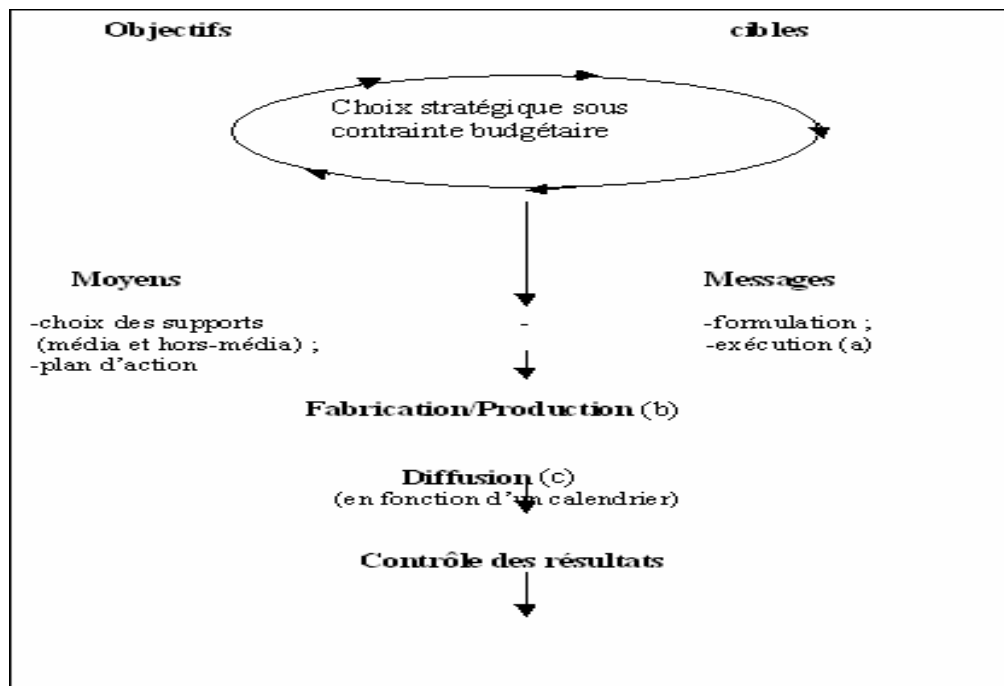 Objectifs
cibles
Choix stratégique sous
contrainte budgétaire
Moyens
Messages
-choix des supports
(média et hors-média) ;
-plan d'action
-
-formulation ;
-exécution (a)
Fabrication/Production (b)
Diffusion (c)
(en fonction d'un calendrier)
Contrôle des résultats